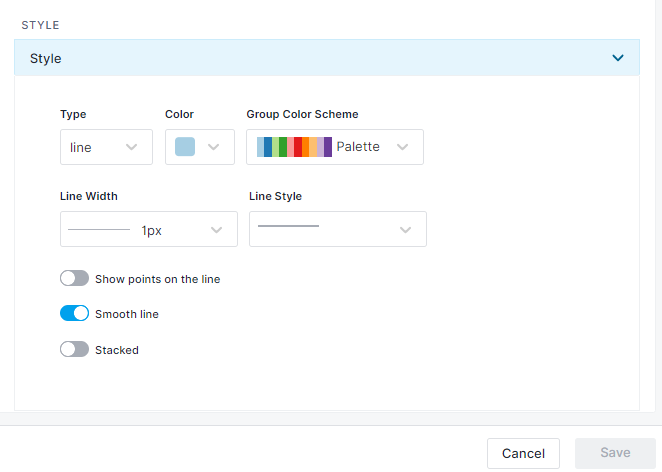 STYLE
Style
Type Color Group Color Scheme
line Palette
Line Width Line Style
1px
Show points on the line
Smooth line
Stacked
Cancel Save